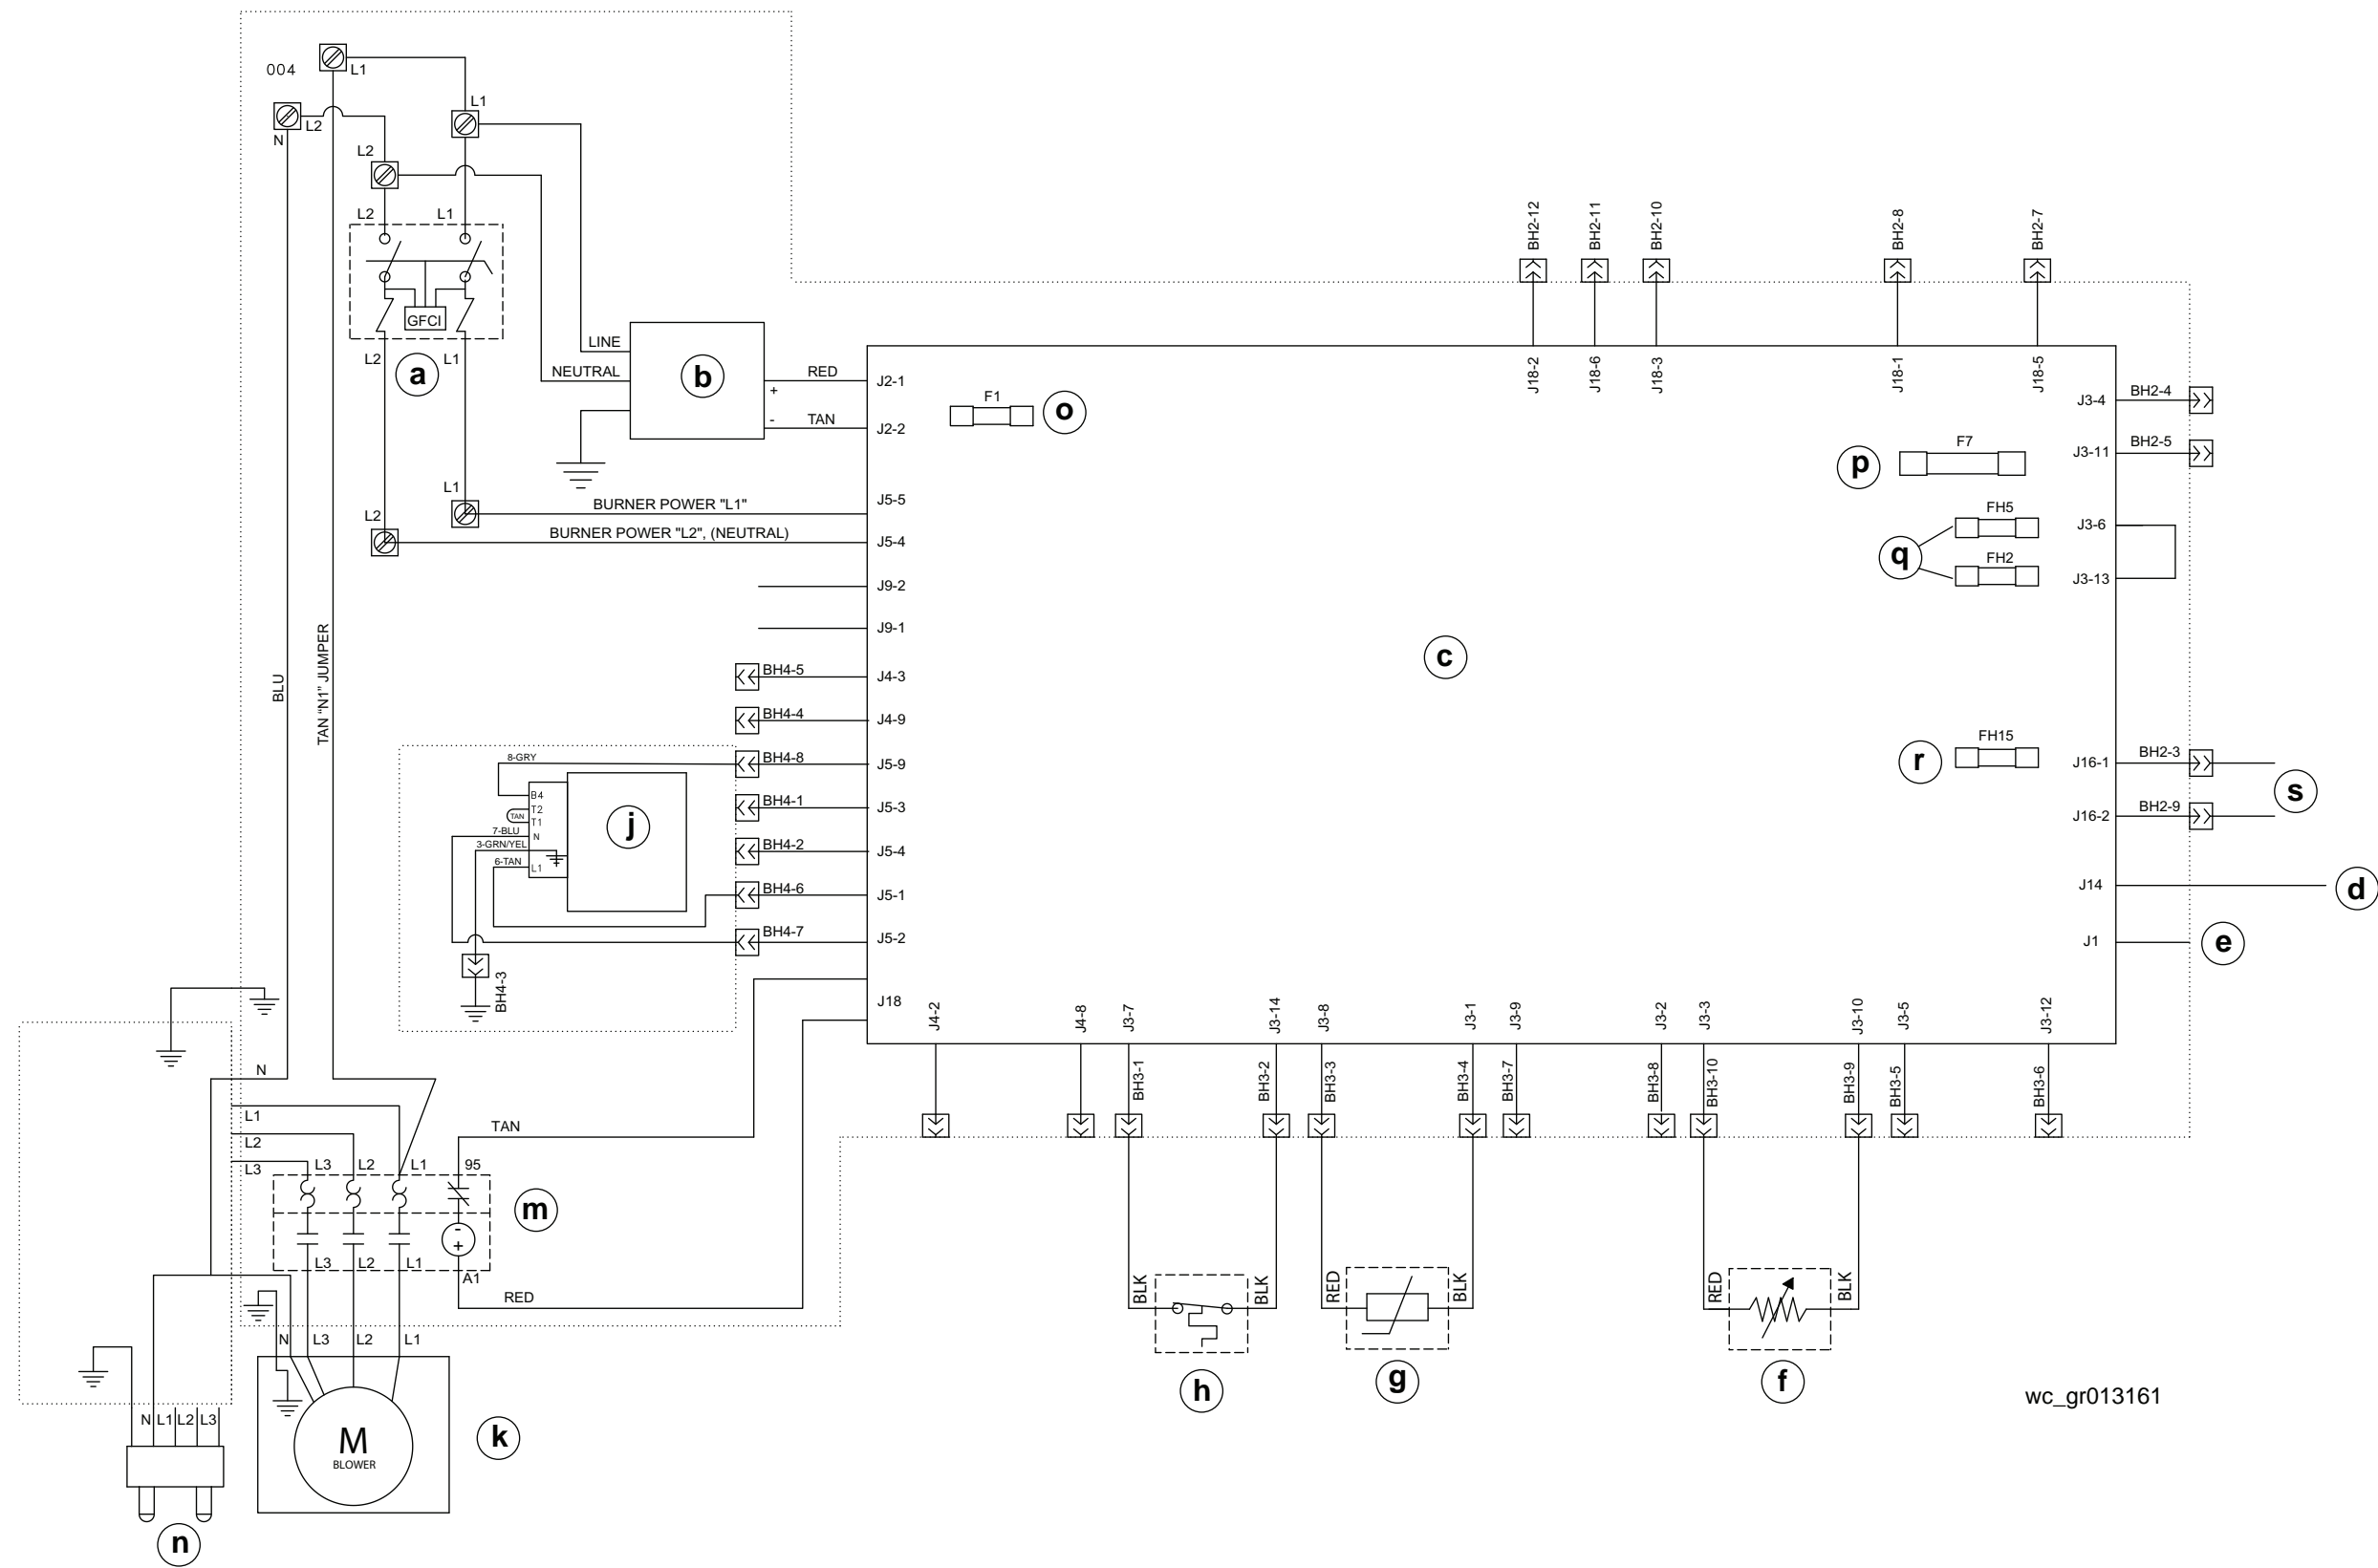 004
L1
L1
N
L2
L2
L2
L1
GFCI
L2
a
L1
LINE
NEUTRAL
b
RED
+
TAN
-
L1
L2
BURNER POWER "L1"
BURNER POWER "L2", (NEUTRAL)
BLU
TAN "N1" JUMPER
J2-1
J2-2
J5-5
J5-4
J9-2
J9-1
J4-3
J4-9
J5-9
J5-3
J5-4
J5-1
J5-2
J18
F1
o
c
BH2-12
BH2-11
BH2-10
BH2-8
BH2-7
J18-2
J18-6
J18-3
J18-1
J18-5
J3-4
BH2-4
J3-11
BH2-5
J3-6
J3-13
p
F7
q
FH5
FH2
r
FH15
J16-1
BH2-3
J16-2
BH2-9
s
J14
d
J1
e
BH4-5
BH4-4
BH4-8
BH4-1
BH4-2
BH4-6
BH4-7
8-GRY
B4
T2
TAN
T1
7-BLU
N
3-GRN/YEL
6-TAN
L1
j
BH4-3
J4-2
J4-8
J3-7
J3-14
J3-8
J3-1
J3-9
J3-2
J3-3
J3-10
J3-5
J3-12
BH3-1
BH3-2
BH3-3
BH3-4
BH3-7
BH3-8
BH3-10
BH3-9
BH3-5
BH3-6
N
L1
L2
L3
L3
L2
L1
95
TAN
m
-
+
L3
L2
L1
A1
RED
N
L3
L2
L1
BLK
BLK
RED
BLK
RED
BLK
h
g
f
wc_gr013161
N
L1
L2
L3
M
BLOWER
k
n